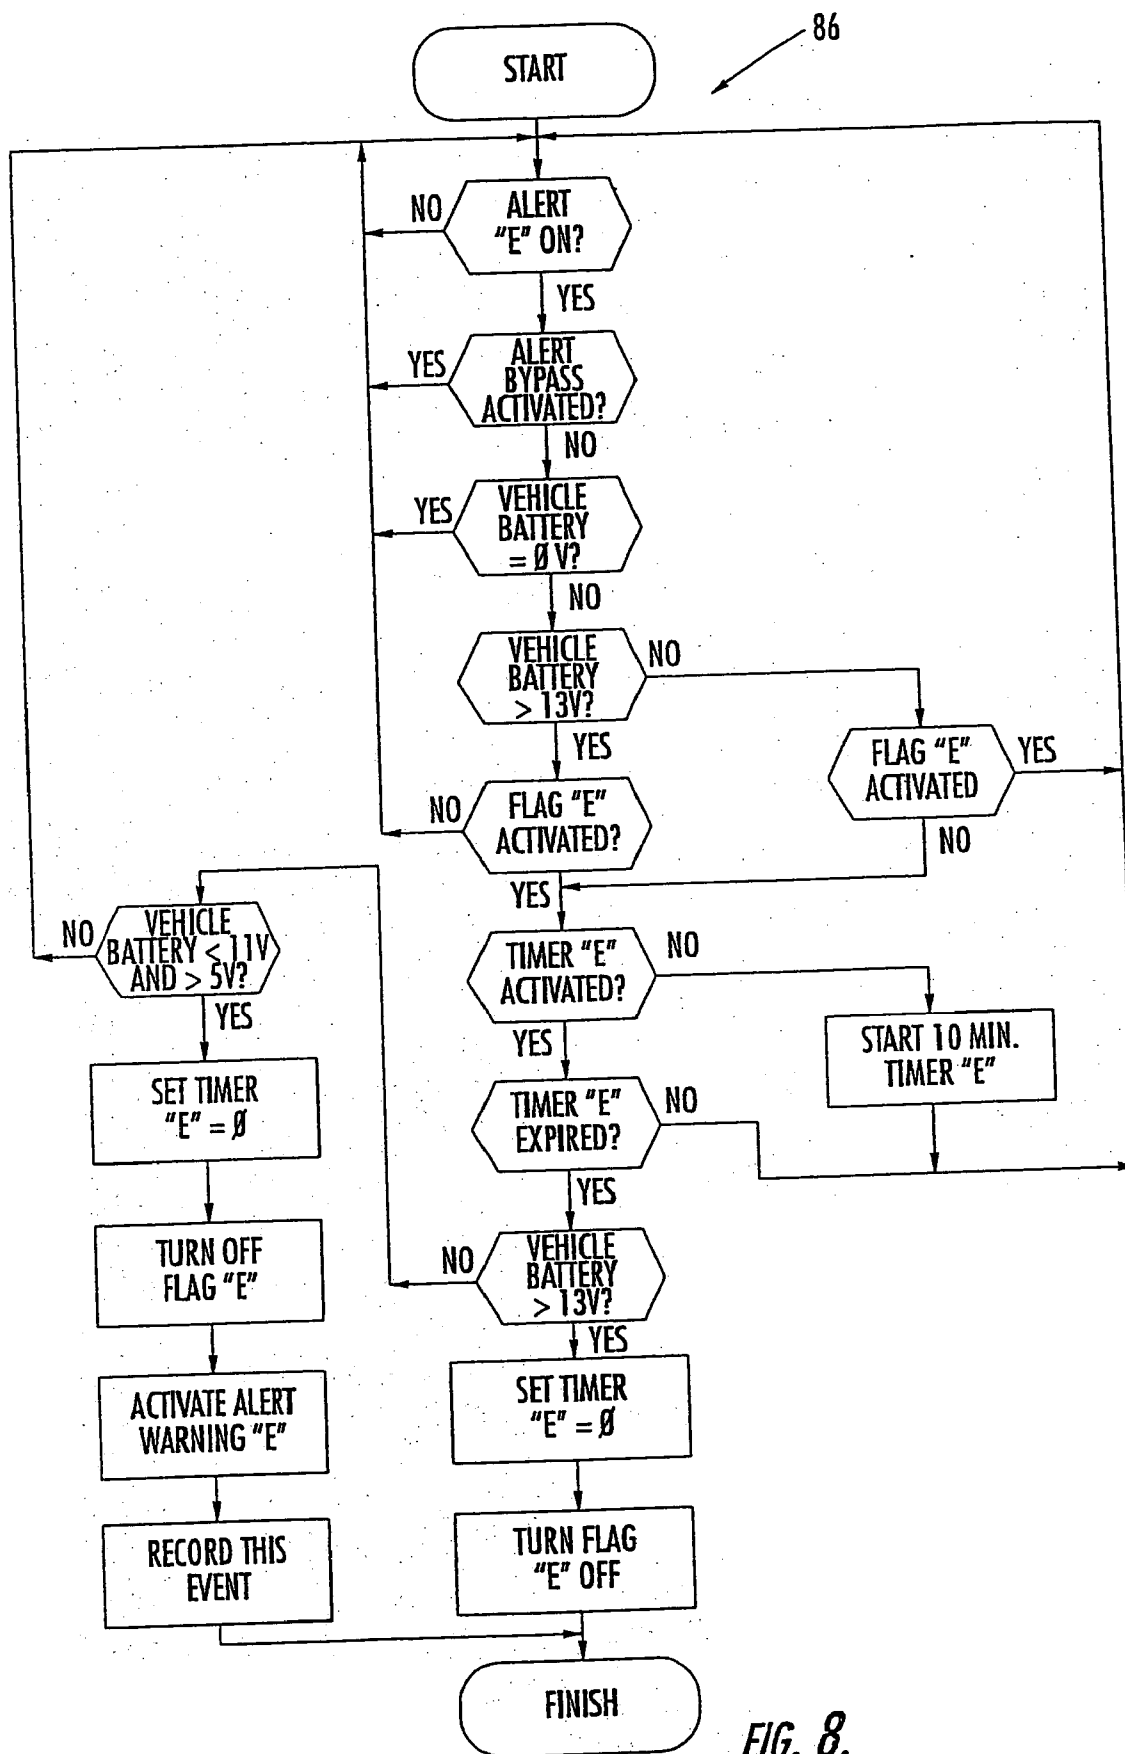 86
START
ALERT
"E" ON?
NO
YES
ALERT
BYPASS
ACTIVATED?
YES
NO
VEHICLE
BATTERY
= Ø V?
YES
NO
VEHICLE
BATTERY
> 13V?
NO
YES
FLAG "E"
ACTIVATED
YES
NO
FLAG "E"
ACTIVATED?
NO
YES
VEHICLE
BATTERY < 11V
AND > 5V?
NO
YES
TIMER "E"
ACTIVATED?
NO
YES
START 10 MIN.
TIMER "E"
SET TIMER
"E" = Ø
TIMER "E"
EXPIRED?
NO
YES
TURN OFF
FLAG "E"
VEHICLE
BATTERY
> 13V?
NO
YES
ACTIVATE ALERT
WARNING "E"
SET TIMER
"E" = Ø
RECORD THIS
EVENT
TURN FLAG
"E" OFF
FINISH
FIG. 8.